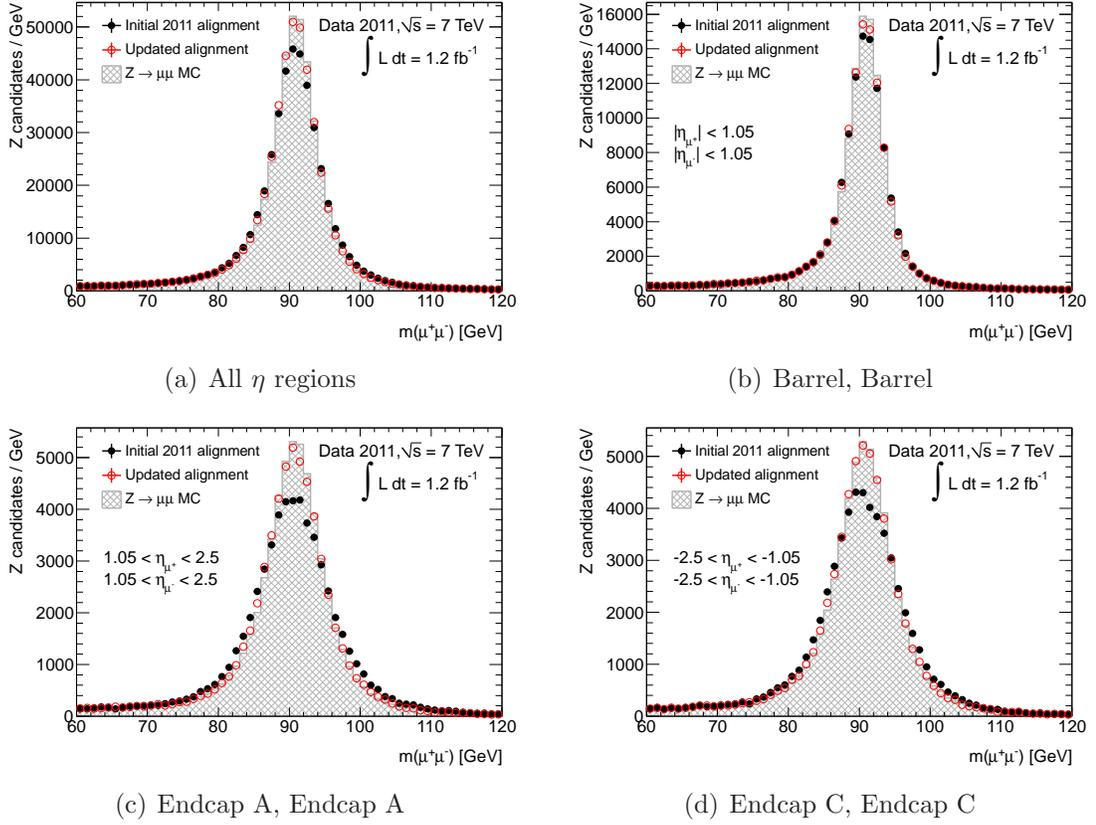 Z candidates / GeV
50000
40000
30000
20000
10000
0
60 70 80 90 100 110 120
m(μ⁺μ⁻) [GeV]
Initial 2011 alignment
Updated alignment
Z → μμ MC
Data 2011, √s = 7 TeV
∫ L dt = 1.2 fb⁻¹
(a) All η regions
Z candidates / GeV
16000
14000
12000
10000
8000
6000
4000
2000
0
60 70 80 90 100 110 120
m(μ⁺μ⁻) [GeV]
Initial 2011 alignment
Updated alignment
Z → μμ MC
Data 2011, √s = 7 TeV
∫ L dt = 1.2 fb⁻¹
|η_μ⁺| < 1.05
|η_μ⁻| < 1.05
(b) Barrel, Barrel
Z candidates / GeV
5000
4000
3000
2000
1000
0
60 70 80 90 100 110 120
m(μ⁺μ⁻) [GeV]
Initial 2011 alignment
Updated alignment
Z → μμ MC
Data 2011, √s = 7 TeV
∫ L dt = 1.2 fb⁻¹
1.05 < η_μ⁺ < 2.5
1.05 < η_μ⁻ < 2.5
(c) Endcap A, Endcap A
Z candidates / GeV
5000
4000
3000
2000
1000
0
60 70 80 90 100 110 120
m(μ⁺μ⁻) [GeV]
Initial 2011 alignment
Updated alignment
Z → μμ MC
Data 2011, √s = 7 TeV
∫ L dt = 1.2 fb⁻¹
-2.5 < η_μ⁺ < -1.05
-2.5 < η_μ⁻ < -1.05
(d) Endcap C, Endcap C